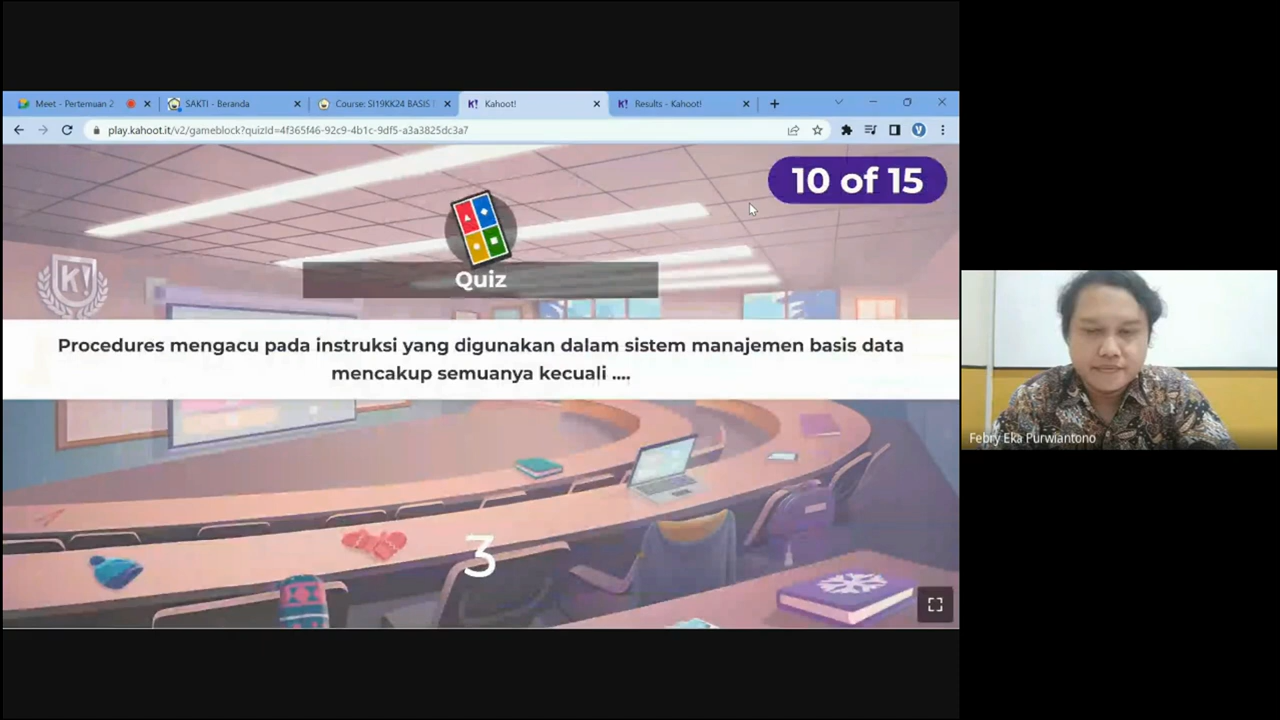 Meet - Pertemuan 2
SAKTI - Beranda
Course: SI19KK24 BASIS
Kahoot!
Results - Kahoot!
play.kahoot.it/v2/gameblock?quizId=4f365f46-92c9-4b1c-9df5-a3a3825dc3a7
V
10 of 15
K!
Quiz
Procedures mengacu pada instruksi yang digunakan dalam sistem manajemen basis data
mencakup semuanya kecuali ....
3
Febry Eka Purwiantono